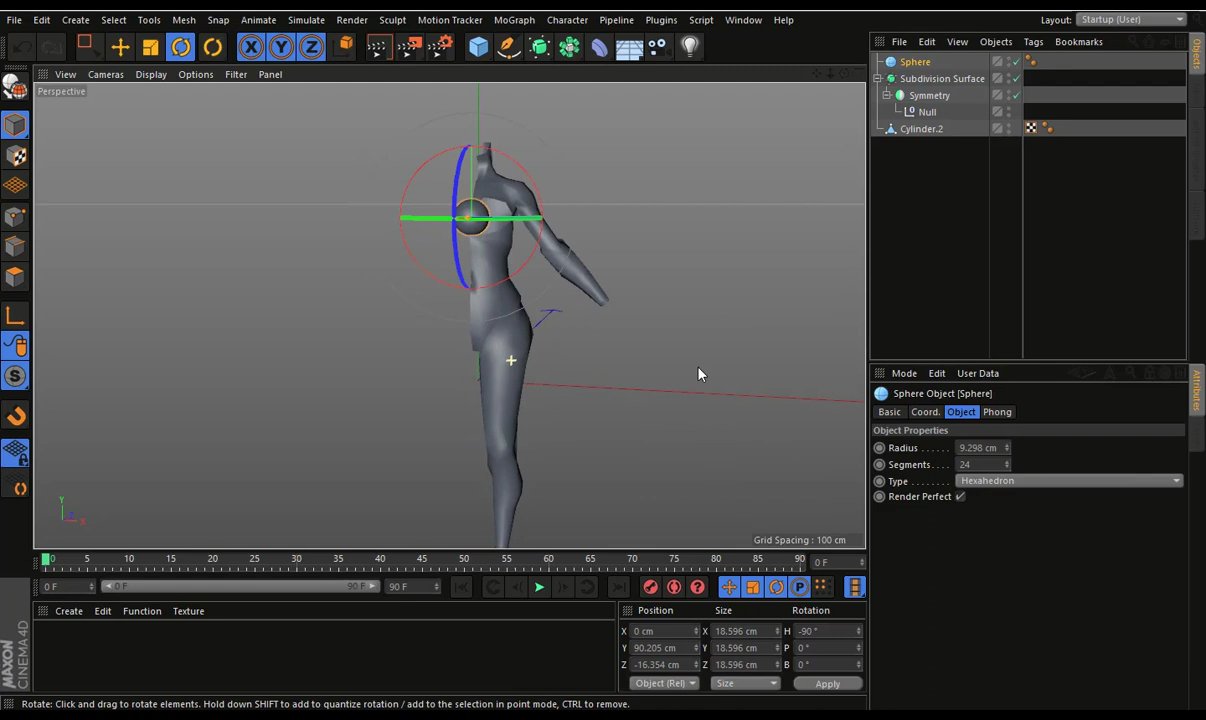 File Edit Create Select Tools Mesh Snap Animate Simulate Render Sculpt Motion Tracker MoGraph Character Pipeline Plugins Script Window Help Layout: Startup (User)
X Y Z
File Edit View Objects Tags Bookmarks
Sphere
Subdivision Surface
Symmetry
Null
Cylinder.2
Objects
View Cameras Display Options Filter Panel
Perspective
Y
Z X
Grid Spacing : 100 cm
Mode Edit User Data
Sphere Object [Sphere]
Basic Coord. Object Phong
Object Properties
Radius . . . . . . 9.298 cm
Segments. . . . 24
Type . . . . . . . . Hexahedron
Render Perfect
Attributes
S
0 5 10 15 20 25 30 35 40 45 50 55 60 65 70 75 80 85 90 0 F
0 F 0 F 90 F 90 F
P
Create Edit Function Texture
Position Size Rotation
X 0 cm X 18.596 cm H -90 °
Y 90.205 cm Y 18.596 cm P 0 °
Z -16.354 cm Z 18.596 cm B 0 °
Object (Rel) Size Apply
MAXON
CINEMA 4D
Rotate: Click and drag to rotate elements. Hold down SHIFT to add to quantize rotation / add to the selection in point mode, CTRL to remove.